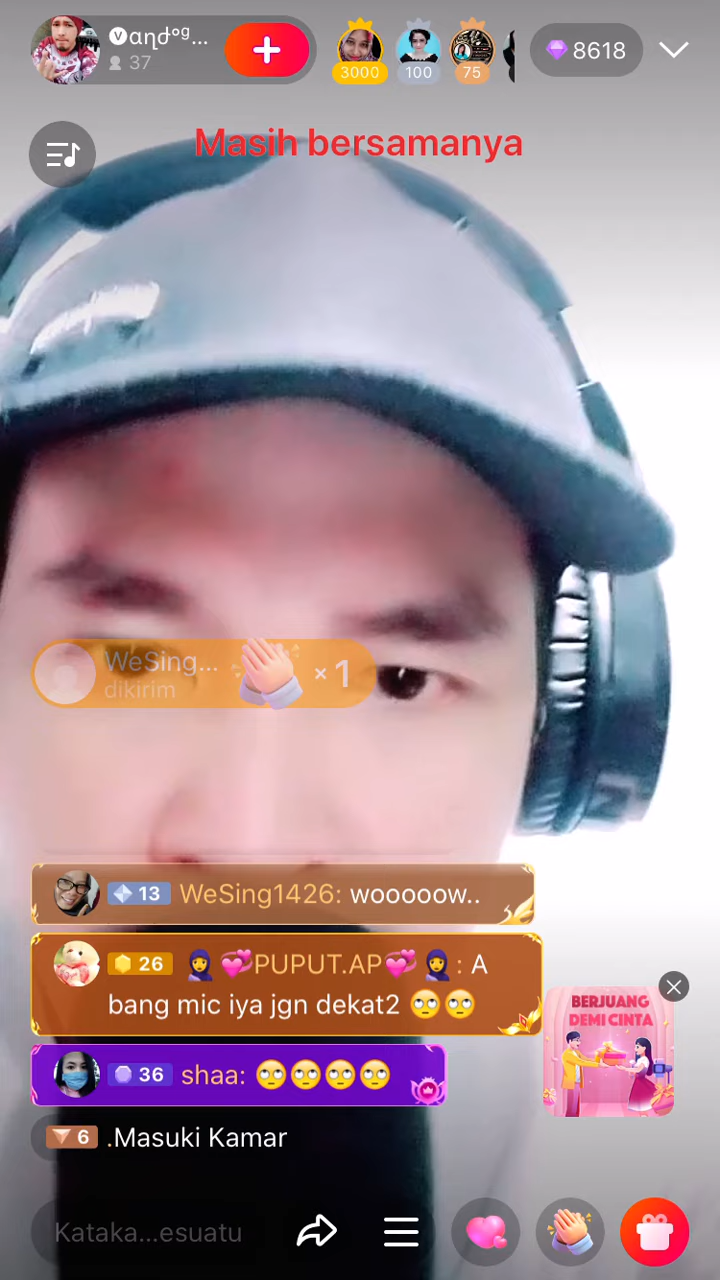 Vandog...
37
3000
100
75
8618
Masih bersamanya
WeSing...
dikirim
×1
13 WeSing1426: wooooow..
26 PUPUT.AP : A
bang mic iya jgn dekat2
36 shaa:
BERJUANG
DEMI CINTA
6 .Masuki Kamar
Kataka...esuatu